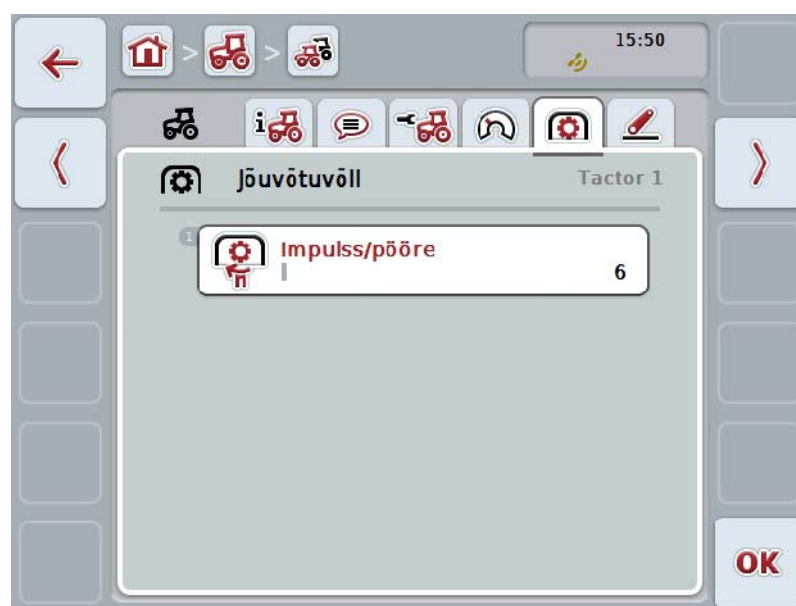 > >
15:50
i
Jõuvõtuvõll Tactor 1
1 Impulss/pööre
6
n
OK